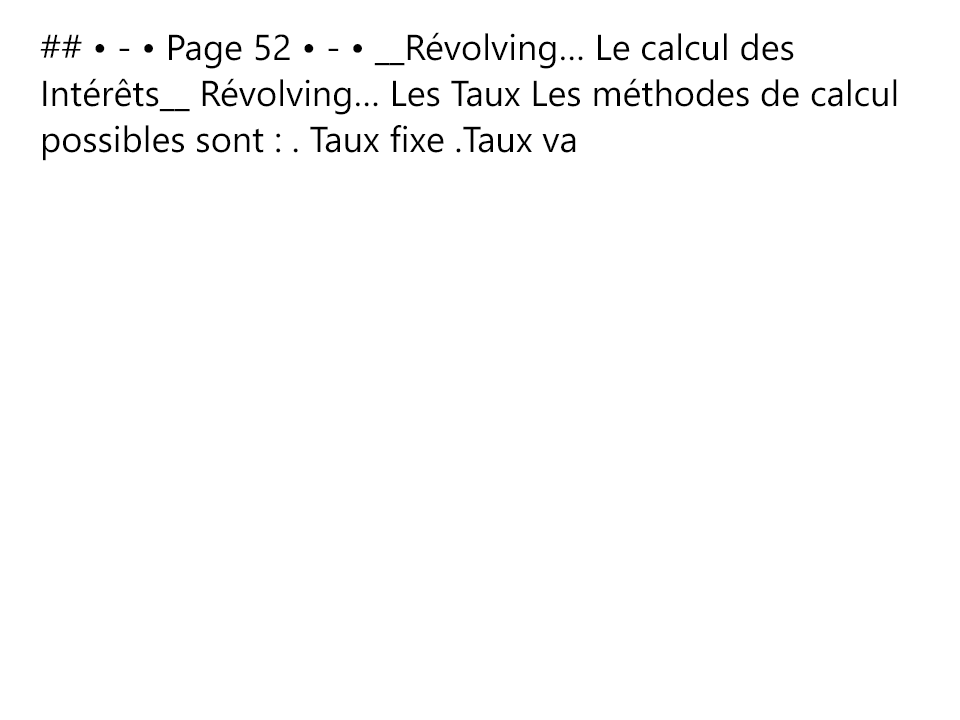 ## • - • Page 52 • - • __Révolving... Le calcul des
Intérêts__ Révolving... Les Taux Les méthodes de calcul
possibles sont : . Taux fixe .Taux va